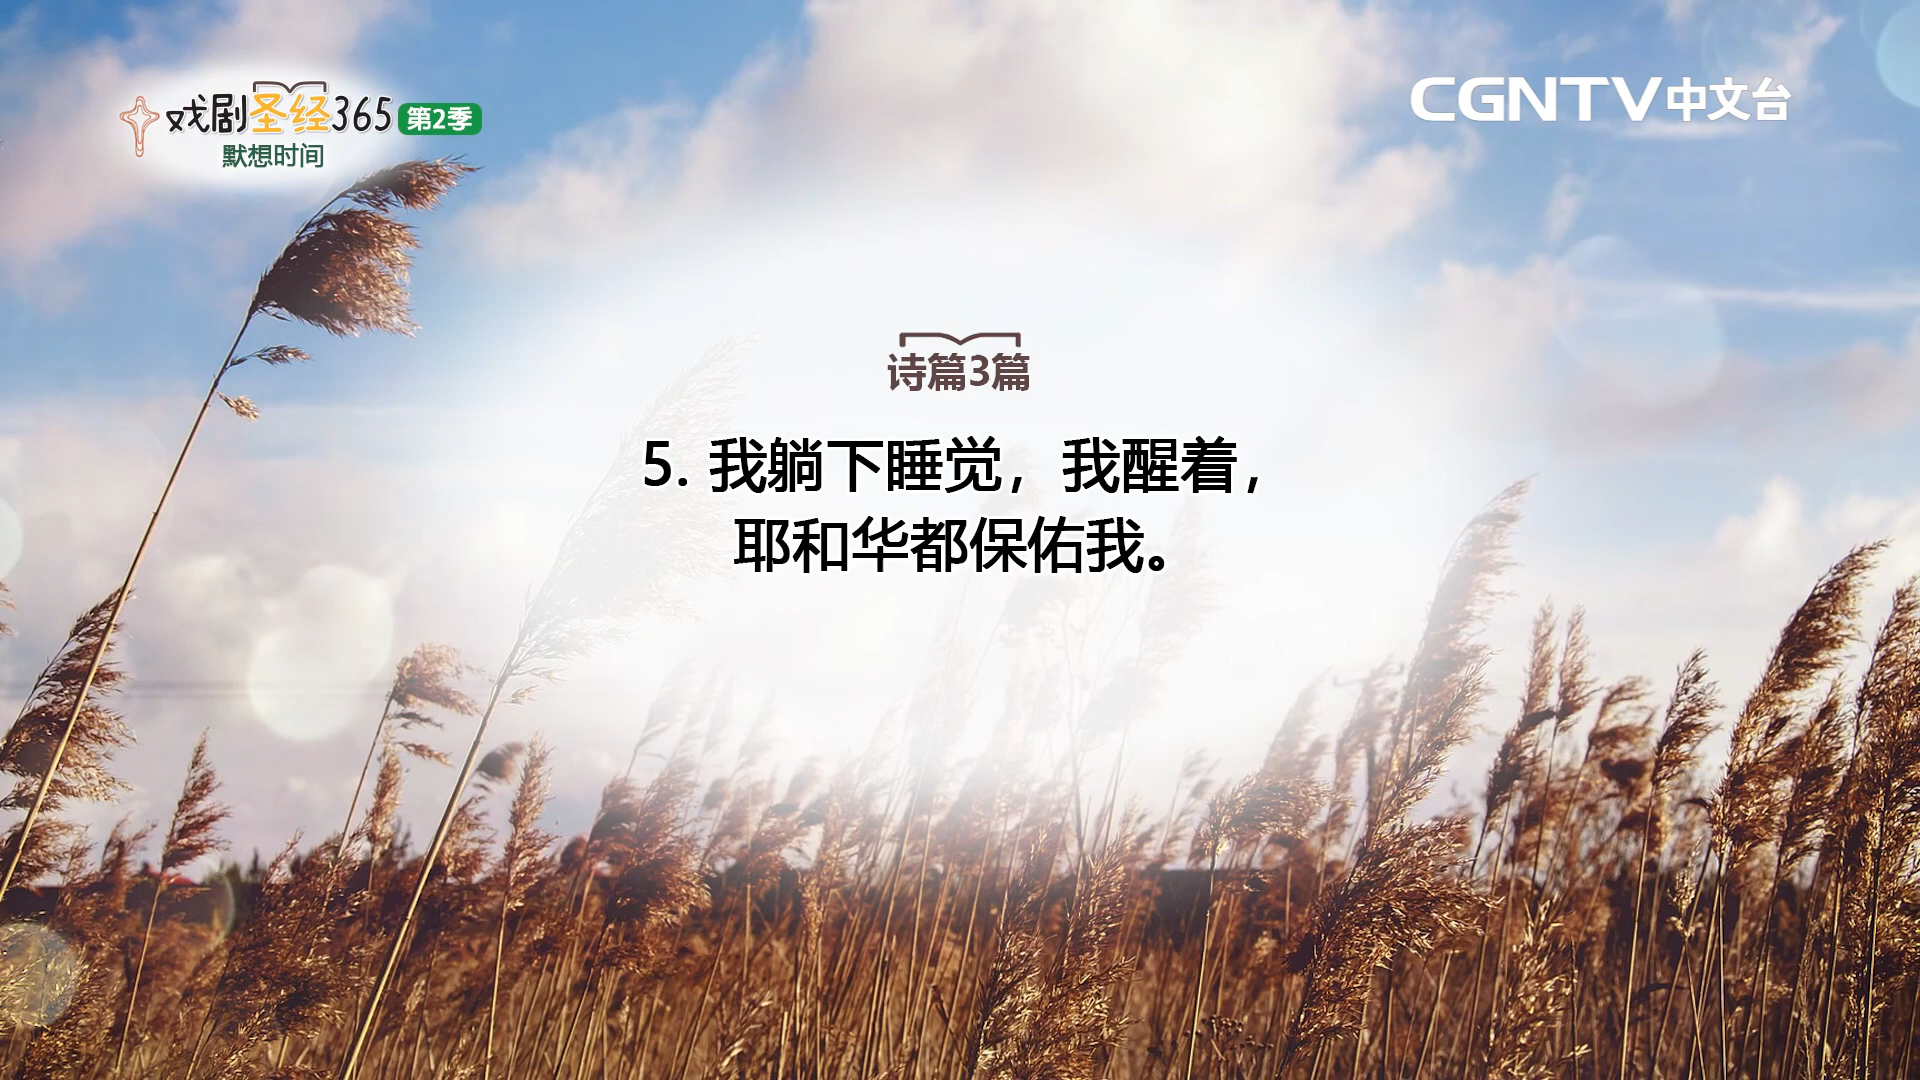 戏剧圣经365 第2季
默想时间
CGNTV中文台
诗篇3篇
5. 我躺下睡觉，我醒着，
耶和华都保佑我。